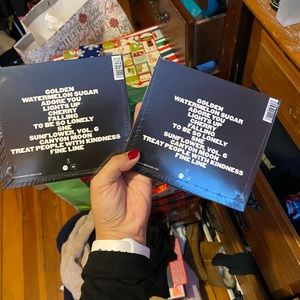 GOLDEN
WATERMELON SUGAR
ADORE YOU
LIGHTS UP
CHERRY
FALLING
TO BE SO LONELY
SHE
SUNFLOWER, VOL. 6
CANYON MOON
TREAT PEOPLE WITH KINDNESS
FINE LINE
GOLDEN
WATERMELON SUGAR
ADORE YOU
LIGHTS UP
CHERRY
FALLING
TO BE SO LONELY
SHE
SUNFLOWER, VOL. 6
CANYON MOON
TREAT PEOPLE WITH KINDNESS
FINE LINE